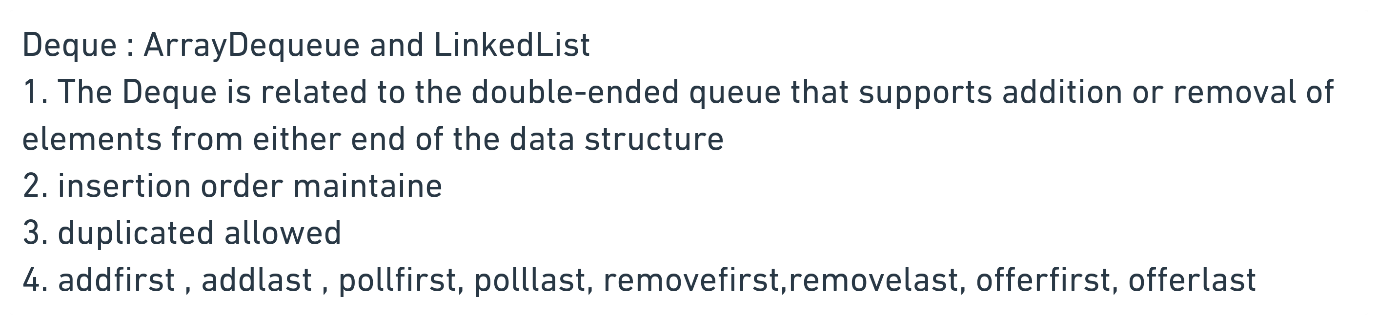 Deque : ArrayDequeue and LinkedList
1. The Deque is related to the double-ended queue that supports addition or removal of
elements from either end of the data structure
2. insertion order maintaine
3. duplicated allowed
4. addfirst , addlast , pollfirst, polllast, removefirst,removelast, offerfirst, offerlast